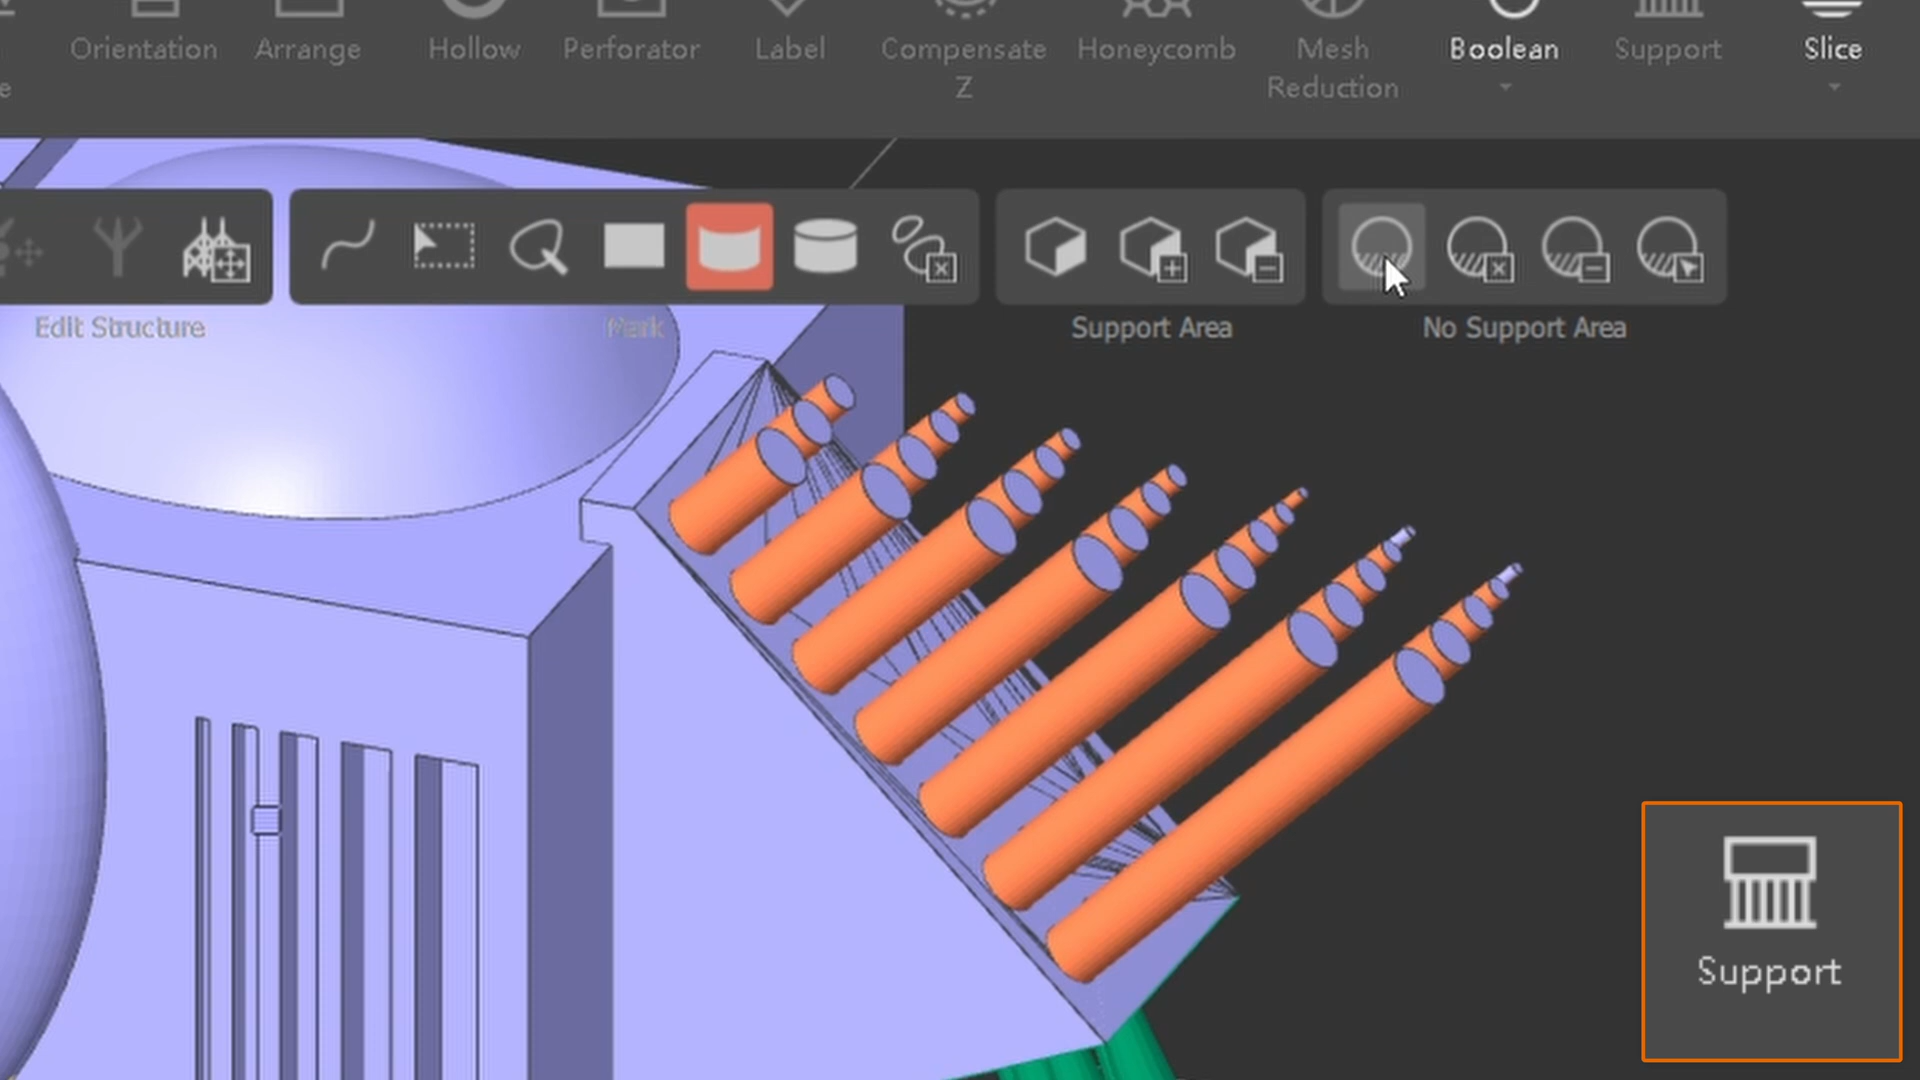 Orientation
Arrange
Hollow
Perforator
Label
Compensate
Z
Honeycomb
Mesh
Reduction
Boolean
Support
Slice
e
Edit Structure
Mark
Support Area
No Support Area
Support